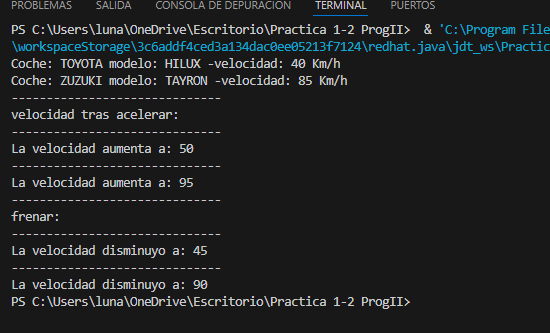 PROBLEMAS SALIDA CONSOLA DE DEPURACIÓN TERMINAL PUERTOS
PS C:\Users\luna\OneDrive\Escritorio\Practica 1-2 ProgII> & 'C:\Program File
\workspaceStorage\3c6addf4ced3a134dac0ee05213f7124\redhat.java\jdt_ws\Practic
Coche: TOYOTA modelo: HILUX -velocidad: 40 Km/h
Coche: ZUZUKI modelo: TAYRON -velocidad: 85 Km/h
------------------------------
velocidad tras acelerar:
------------------------------
La velocidad aumenta a: 50
------------------------------
La velocidad aumenta a: 95
------------------------------
frenar:
------------------------------
La velocidad disminuyo a: 45
------------------------------
La velocidad disminuyo a: 90
PS C:\Users\luna\OneDrive\Escritorio\Practica 1-2 ProgII>